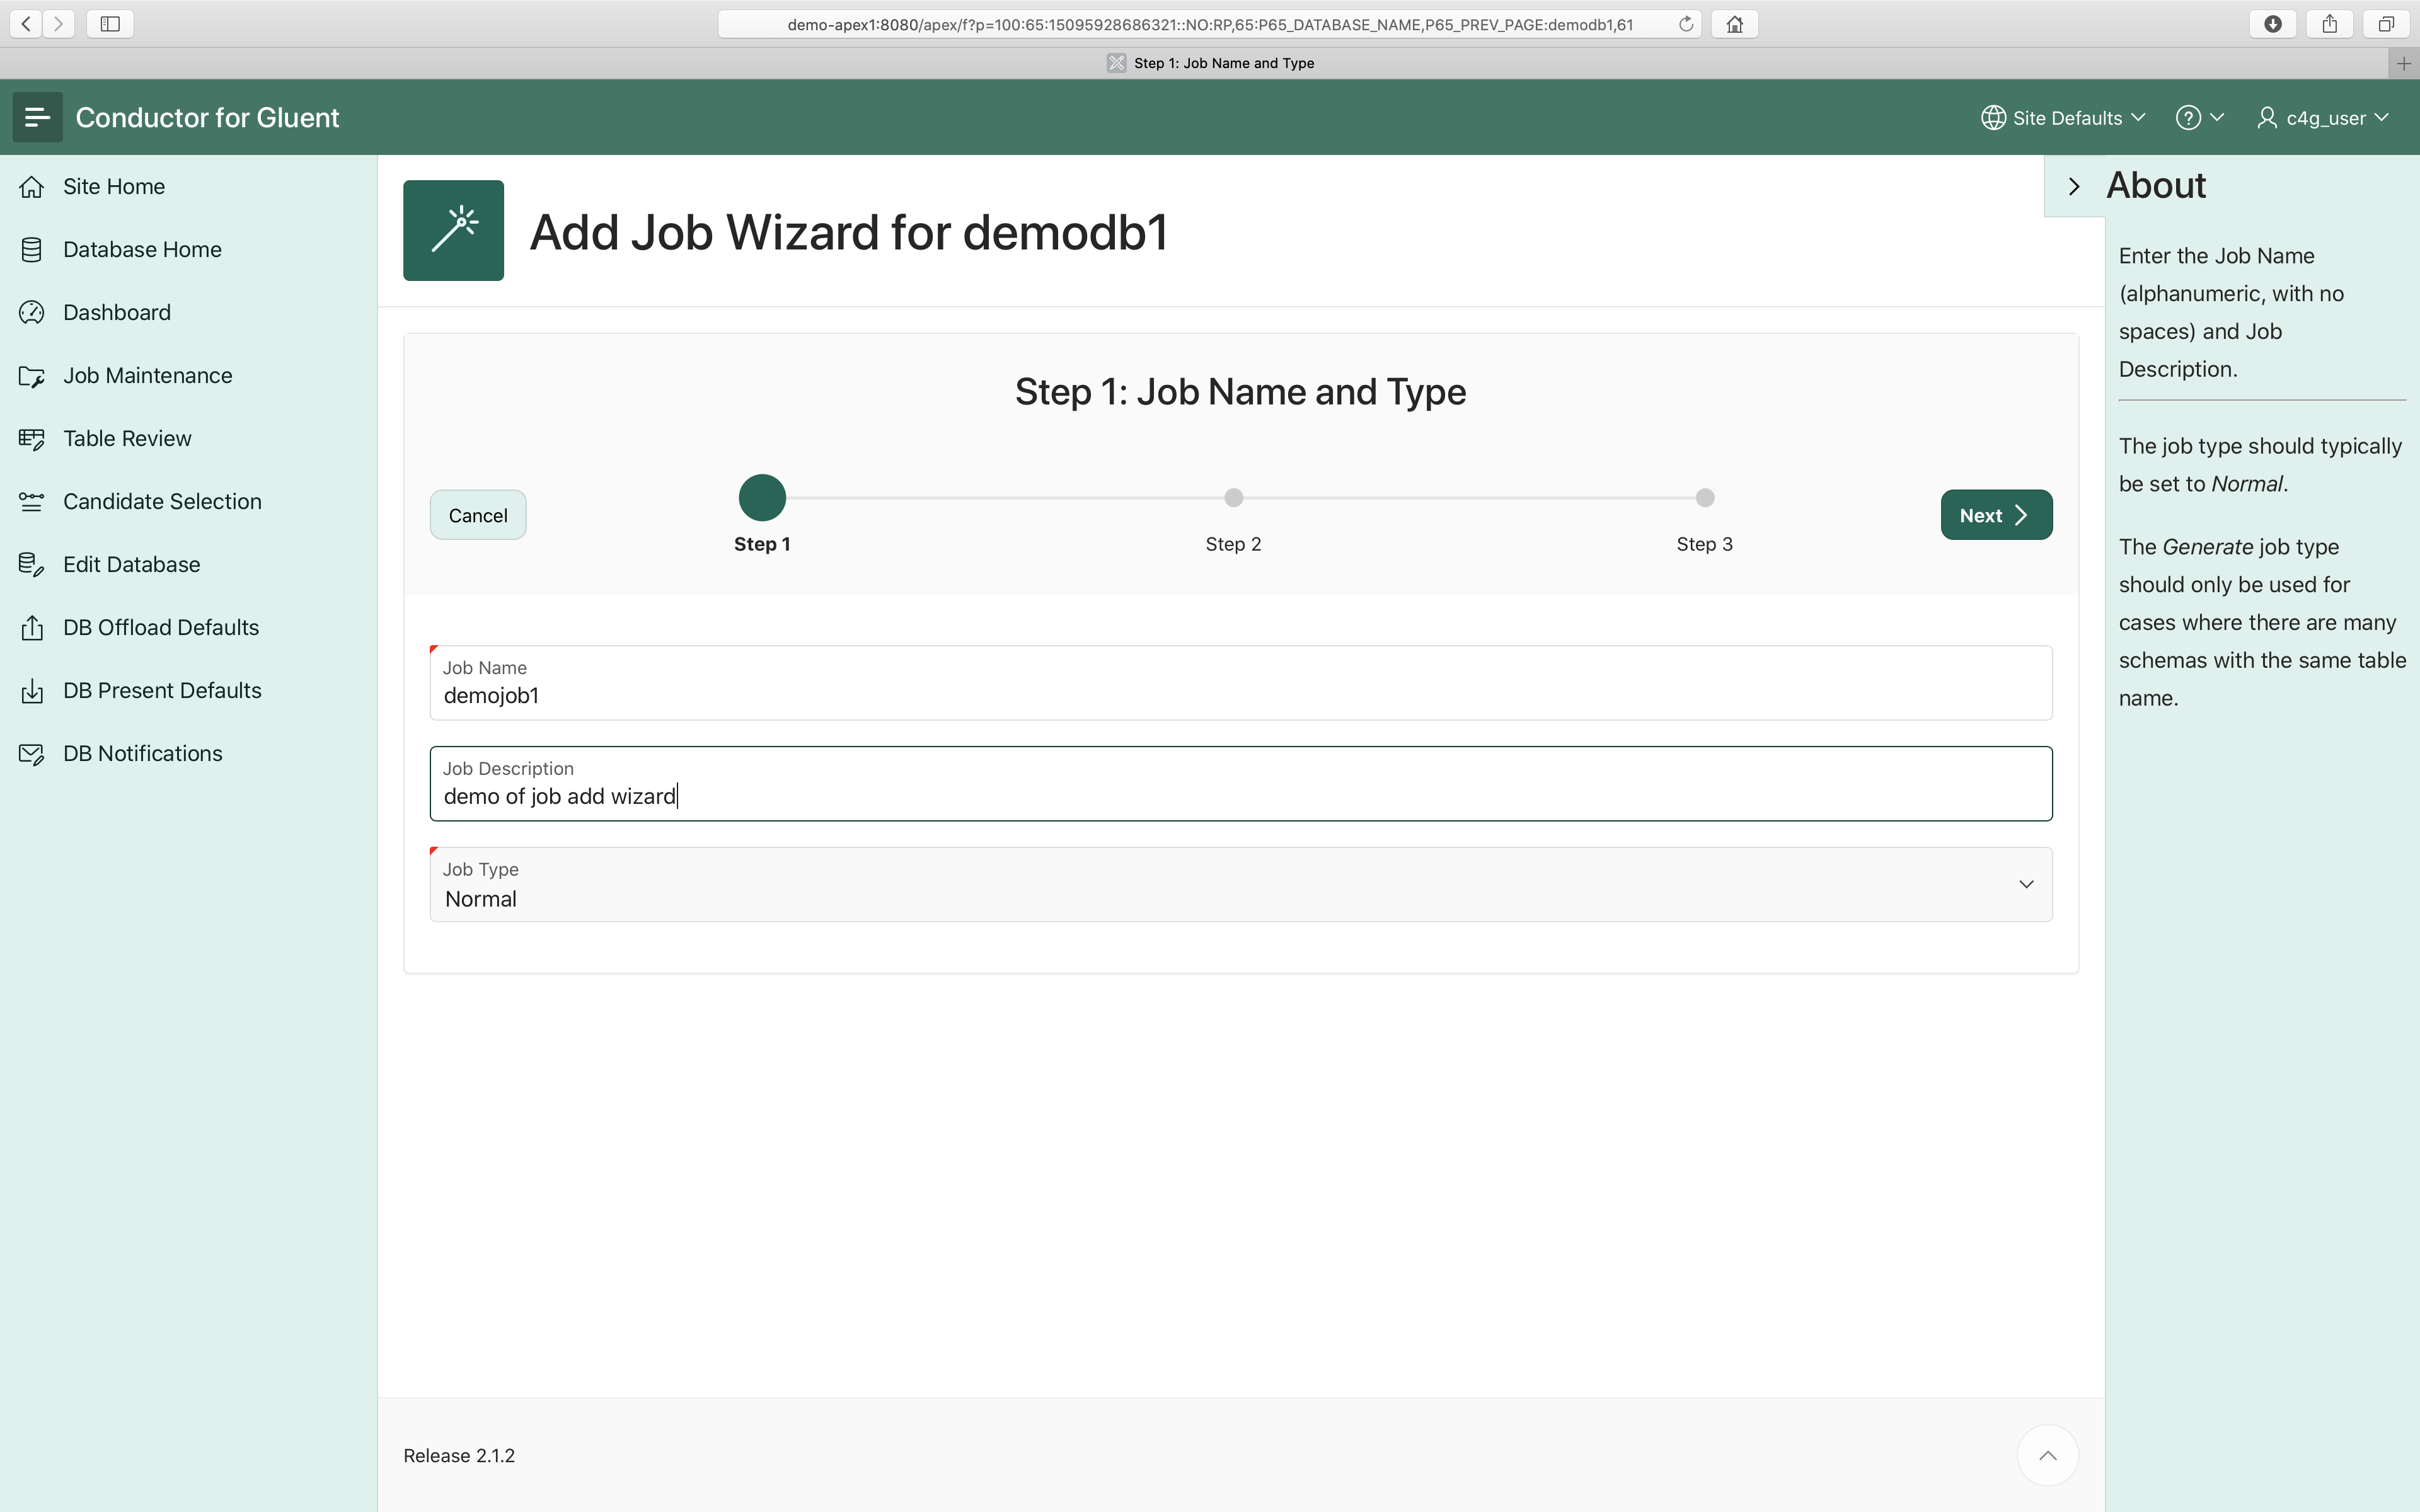 demo-apex1:8080/apex/f?p=100:65:15095928686321::NO:RP,65:P65_DATABASE_NAME,P65_PREV_PAGE:demodb1,61
Step 1: Job Name and Type
Conductor for Gluent
Site Defaults
?
c4g_user
Site Home
Database Home
Dashboard
Job Maintenance
Table Review
Candidate Selection
Edit Database
DB Offload Defaults
DB Present Defaults
DB Notifications
Add Job Wizard for demodb1
Step 1: Job Name and Type
Cancel
Step 1
Step 2
Step 3
Next
Job Name
demojob1
Job Description
demo of job add wizard
Job Type
Normal
Release 2.1.2
About
Enter the Job Name
(alphanumeric, with no
spaces) and Job
Description.
The job type should typically
be set to Normal.
The Generate job type
should only be used for
cases where there are many
schemas with the same table
name.